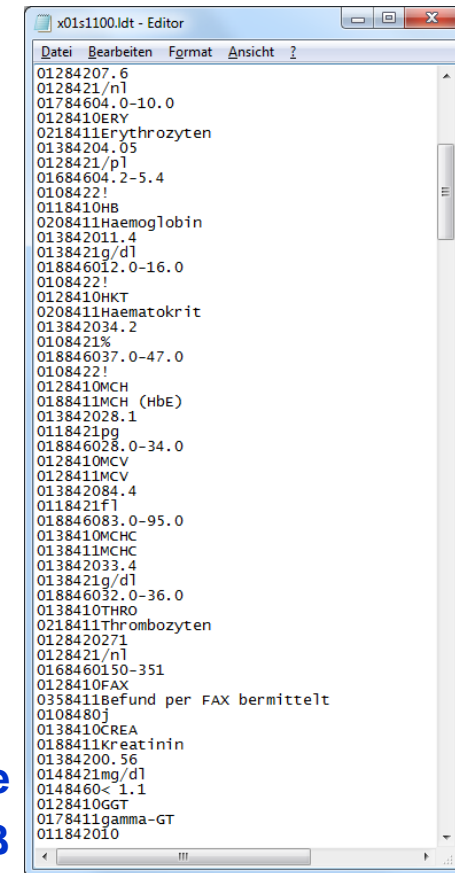 x01s1100.ldt - Editor
Datei Bearbeiten Format Ansicht ?
01284207.6
0128421/nl
01784604.0-10.0
0128410ERY
0218411Erythrozyten
01384204.05
0128421/pl
01684604.2-5.4
0108422!
0118410HB
0208411Haemoglobin
013842011.4
0138421g/dl
018846012.0-16.0
0108422!
0128410HKT
0208411Haematokrit
013842034.2
0108421%
018846037.0-47.0
0108422!
0128410MCH
0188411MCH (HbE)
013842028.1
0118421pg
018846028.0-34.0
0128410MCV
0128411MCV
013842084.4
0118421fl
018846083.0-95.0
0138410MCHC
0138411MCHC
013842033.4
0138421g/dl
018846032.0-36.0
0138410THRO
0218411Thrombozyten
0128420271
0128421/nl
0168460150-351
0128410FAX
0358411Befund per FAX bermittelt
0108480j
0138410CREA
0188411Kreatinin
01384200.56
0148421mg/dl
0148460< 1.1
0128410GGT
0178411gamma-GT
011842010